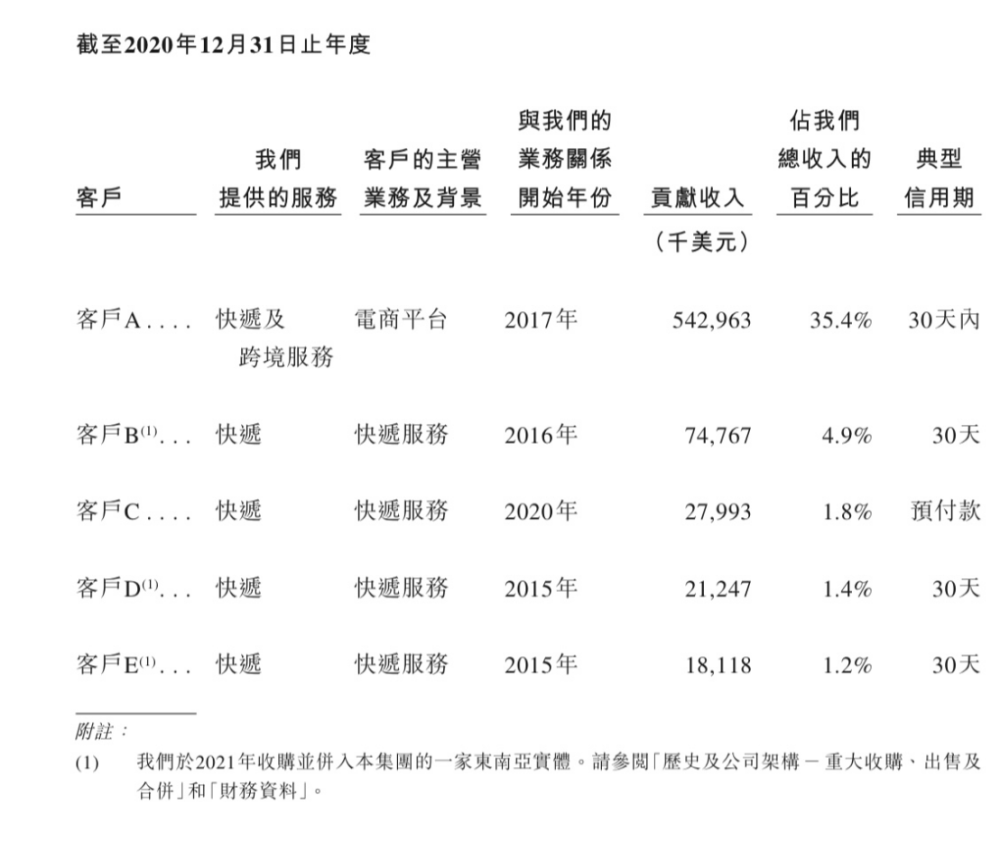 截至2020年12月31日止年度
與我們的 佔我們
我們 客戶的主營 業務關係 總收入的 典型
客戶 提供的服務 業務及背景 開始年份 貢獻收入 百分比 信用期
(千美元)
客戶A.... 快遞及 電商平台 2017年 542,963 35.4% 30天內
跨境服務
客戶B(1)... 快遞 快遞服務 2016年 74,767 4.9% 30天
客戶C.... 快遞 快遞服務 2020年 27,993 1.8% 預付款
客戶D(1)... 快遞 快遞服務 2015年 21,247 1.4% 30天
客戶E(1)... 快遞 快遞服務 2015年 18,118 1.2% 30天
附註:
(1) 我們於2021年收購並併入本集團的一家東南亞實體。請參閱「歷史及公司架構 – 重大收購、出售及
合併」和「財務資料」。